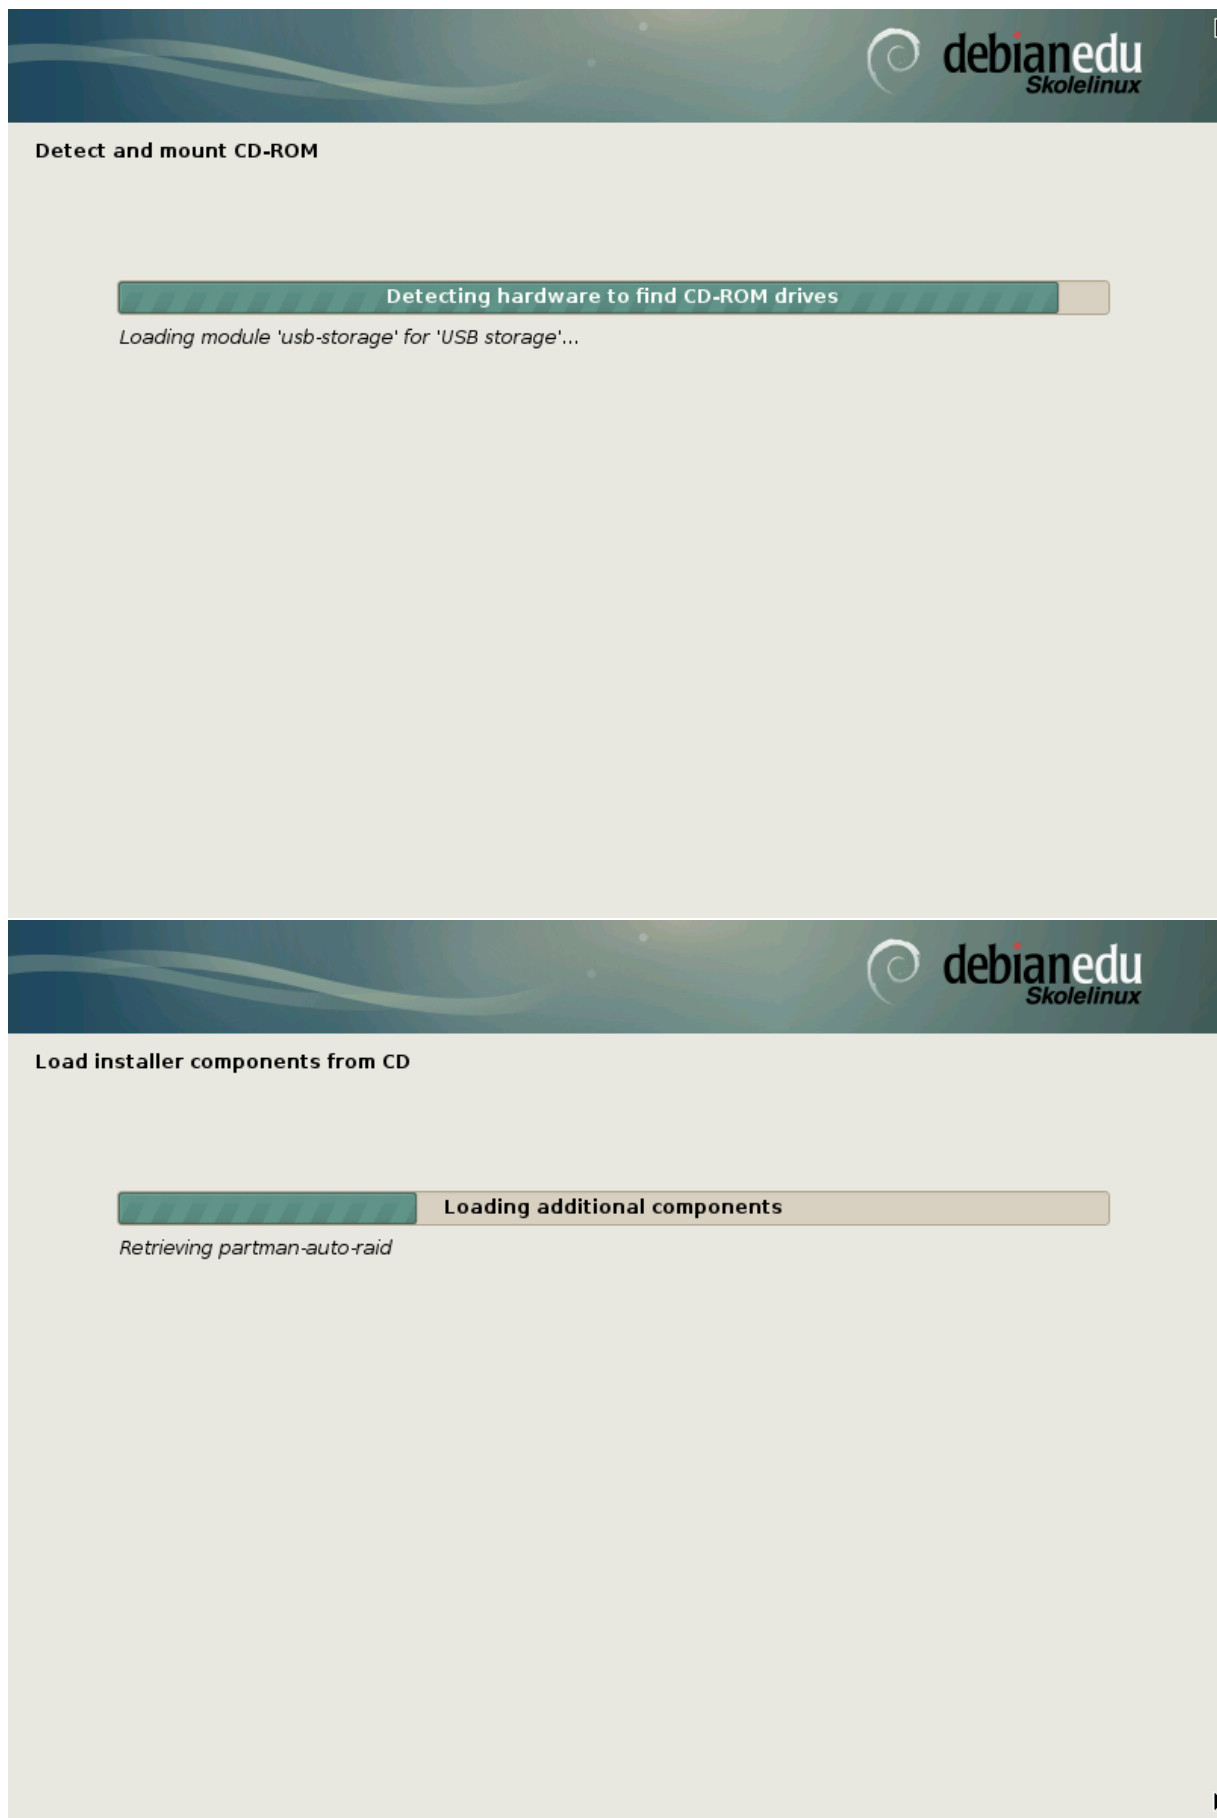 debianedu
Skolelinux
Detect and mount CD-ROM
Detecting hardware to find CD-ROM drives
Loading module 'usb-storage' for 'USB storage'...
debianedu
Skolelinux
Load installer components from CD
Loading additional components
Retrieving partman-auto-raid